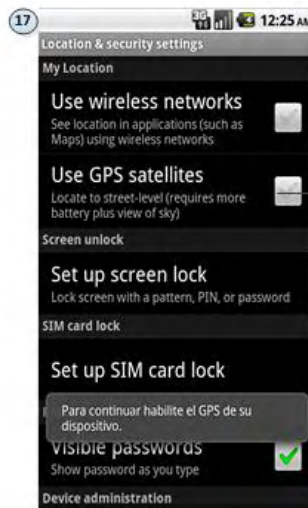 17
3G
12:25 AM
Location & security settings
My Location
Use wireless networks
See location in applications (such as
Maps) using wireless networks
Use GPS satellites
Locate to street-level (requires more
battery plus view of sky)
Screen unlock
Set up screen lock
Lock screen with a pattern, PIN, or password
SIM card lock
Set up SIM card lock
Para continuar habilite el GPS de su
dispositivo.
Visible passwords
Show password as you type
Device administration